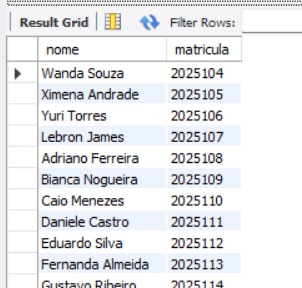 Result Grid Filter Rows:
nome matricula
Wanda Souza 2025104
Ximena Andrade 2025105
Yuri Torres 2025106
Lebron James 2025107
Adriano Ferreira 2025108
Bianca Nogueira 2025109
Caio Menezes 2025110
Daniele Castro 2025111
Eduardo Silva 2025112
Fernanda Almeida 2025113
Gustavo Ribeiro 2025114